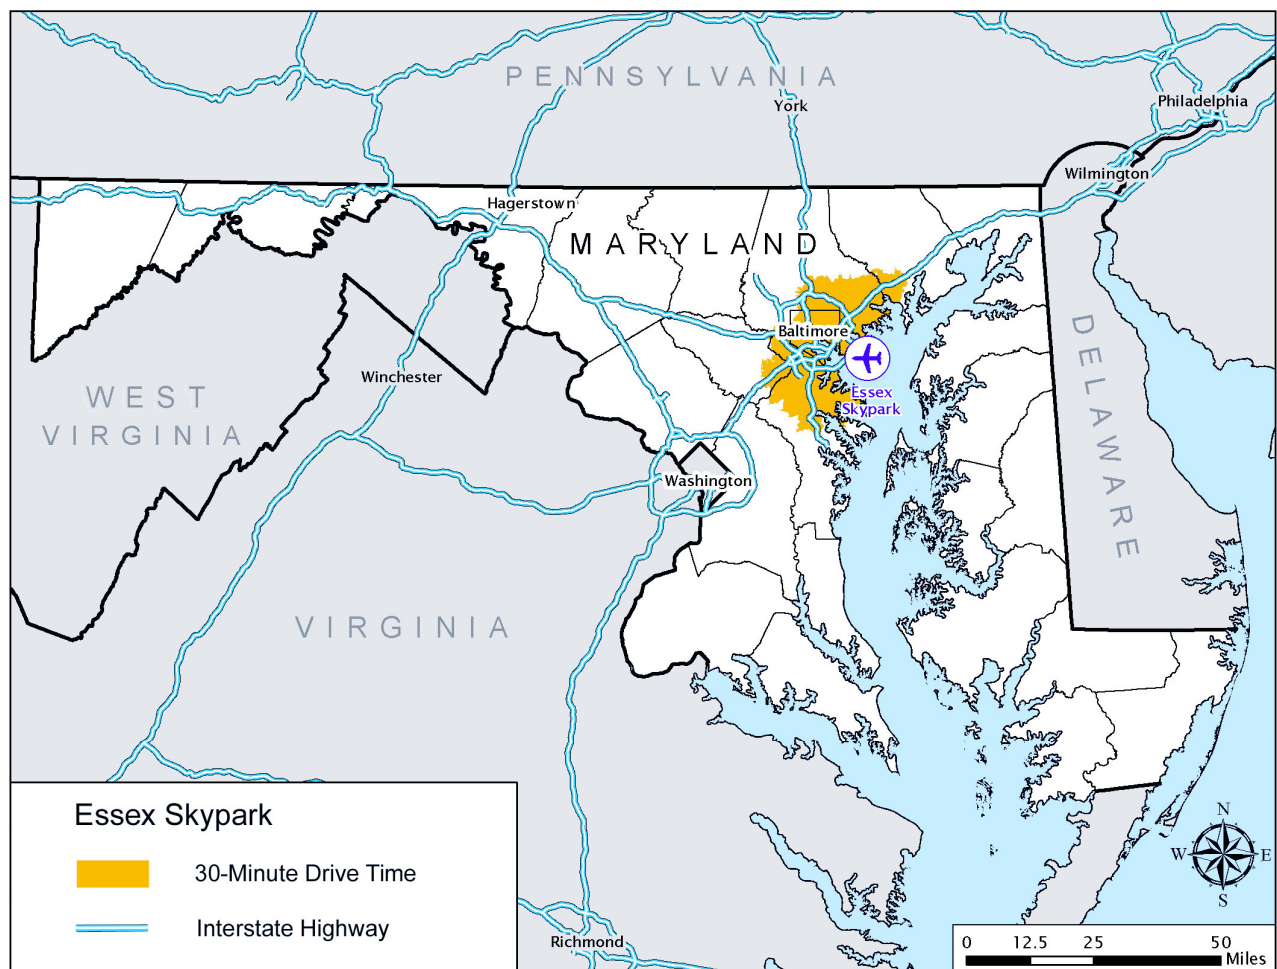 PENNSYLVANIA
Philadelphia
York
Wilmington
Hagerstown
MARYLAND
Baltimore
DELAWARE
Winchester
WEST
VIRGINIA
Essex
Skypark
Washington
VIRGINIA
Richmond
Essex Skypark
30-Minute Drive Time
Interstate Highway
N
W E
S
0 12.5 25 50
Miles